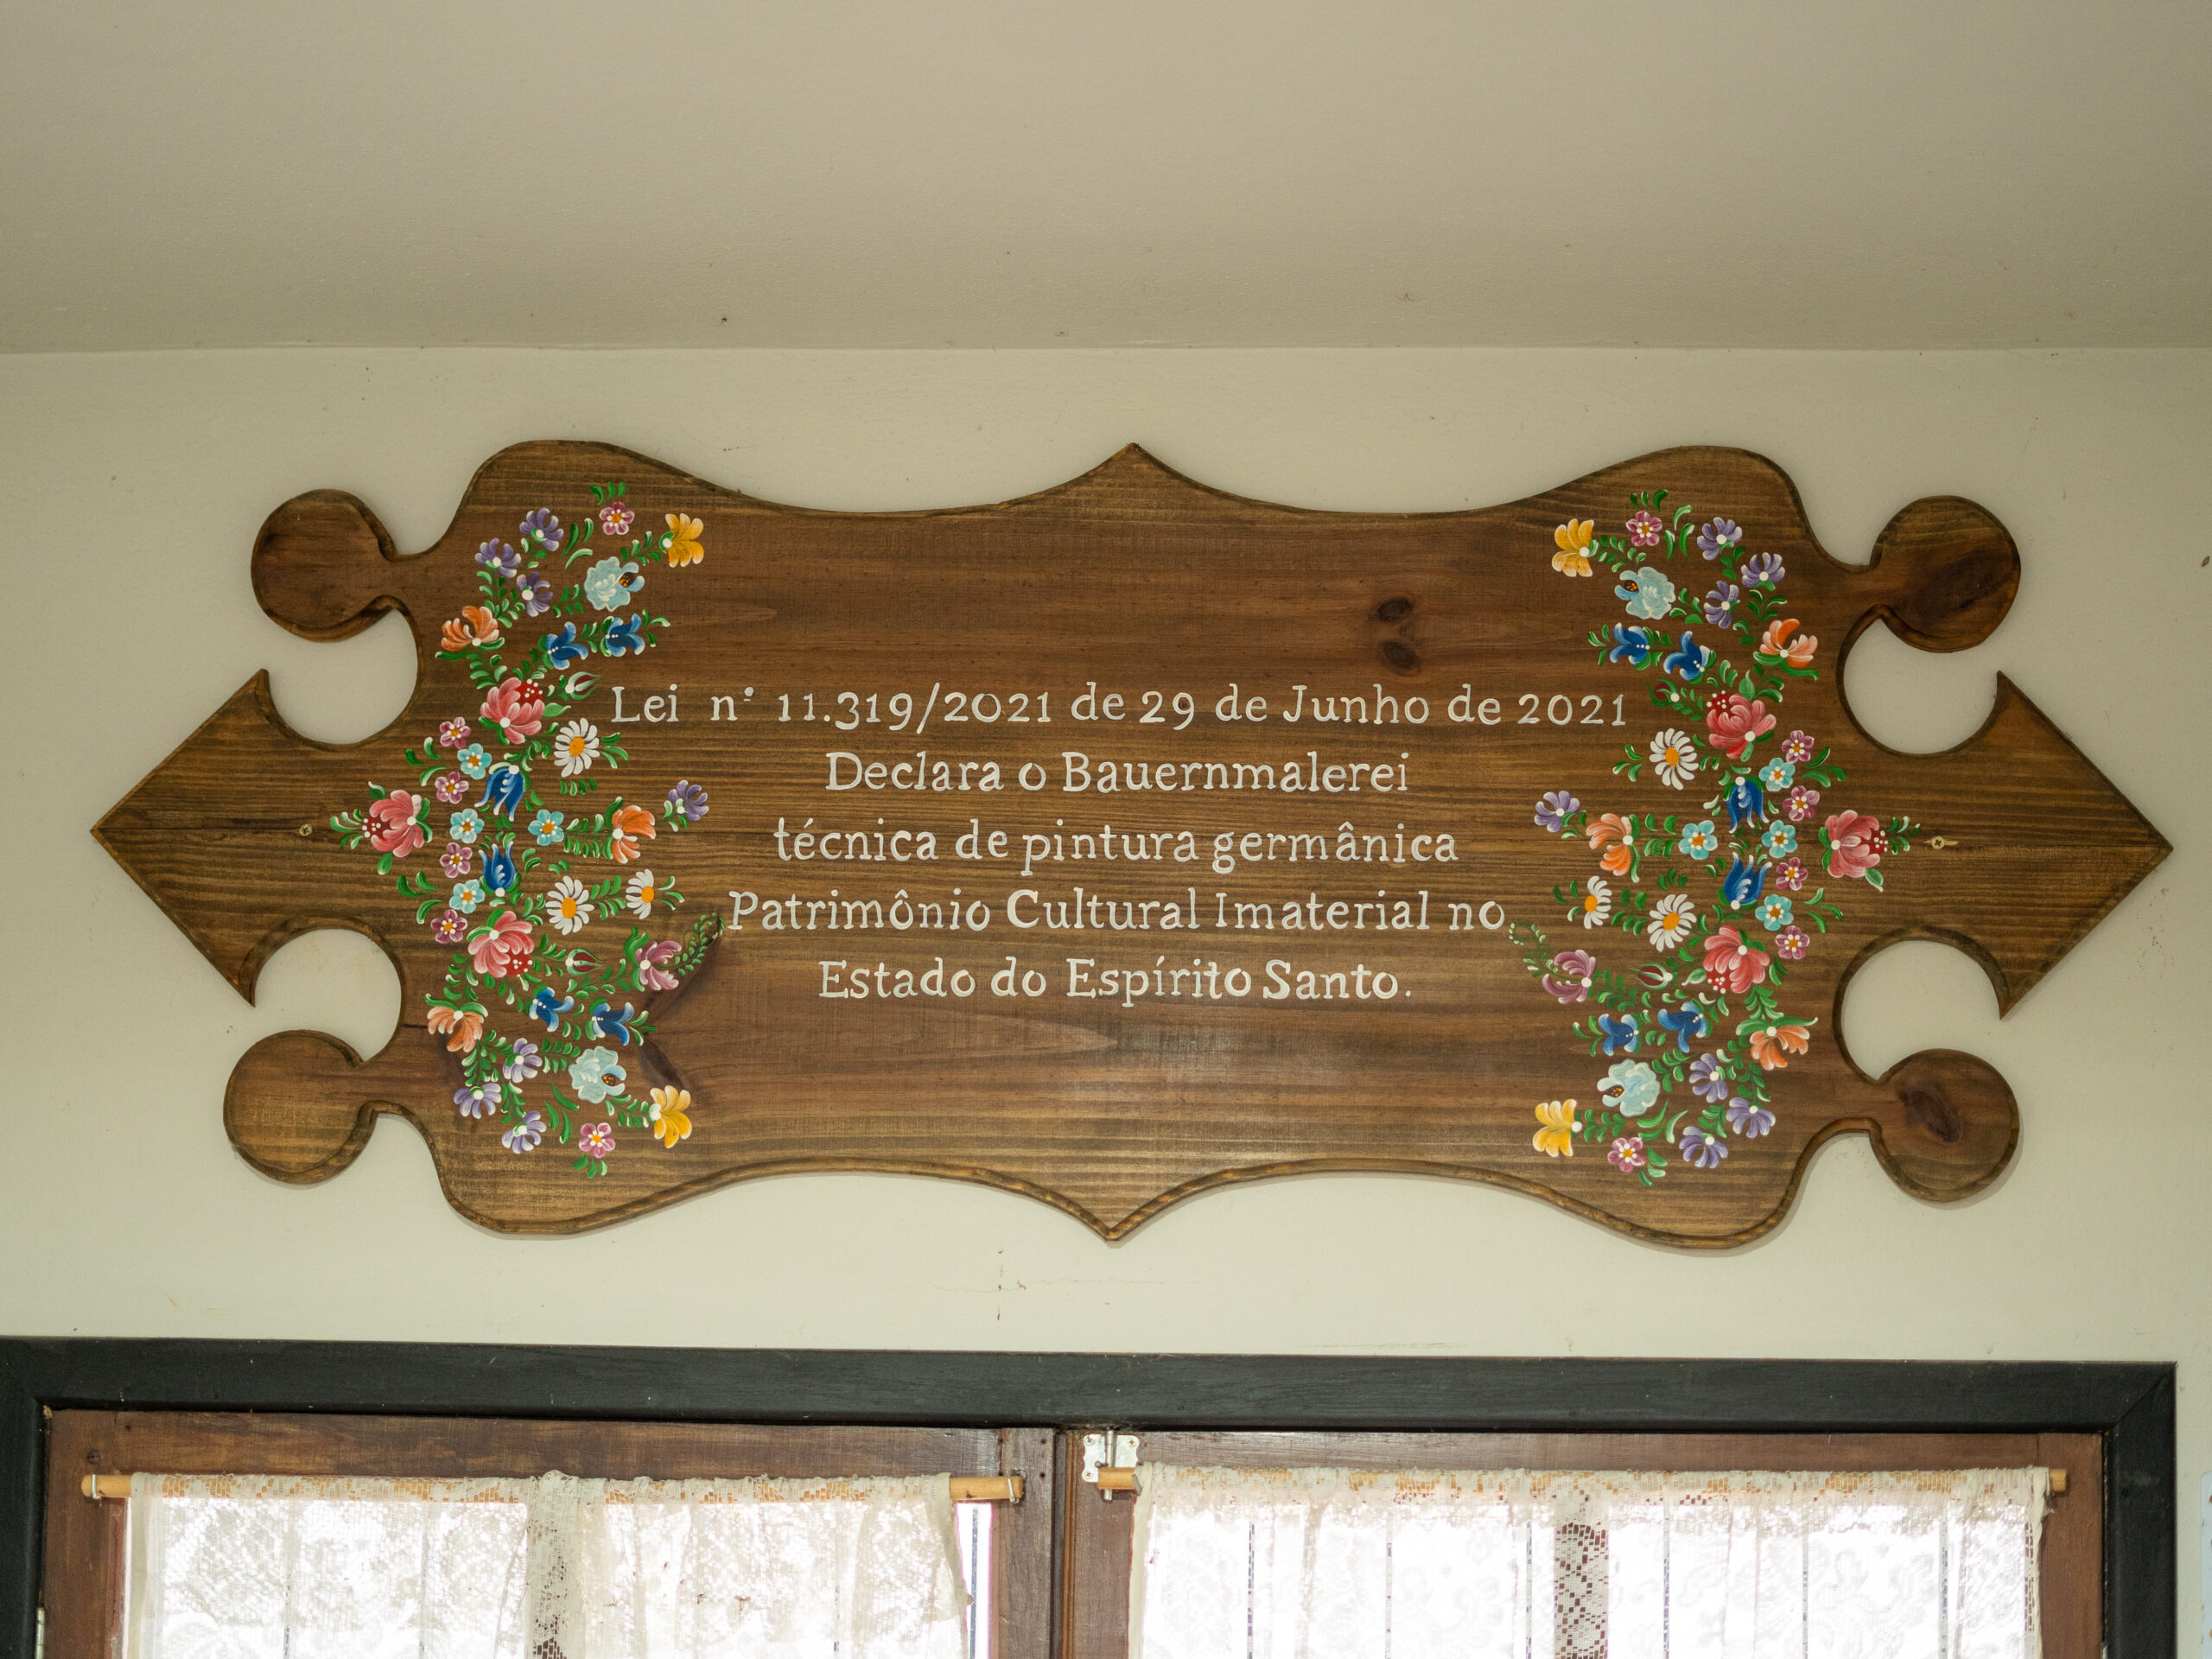 Lei nº 11.319/2021 de 29 de Junho de 2021
Declara o Bauernmalerei
técnica de pintura germânica
Patrimônio Cultural Imaterial no
Estado do Espírito Santo.